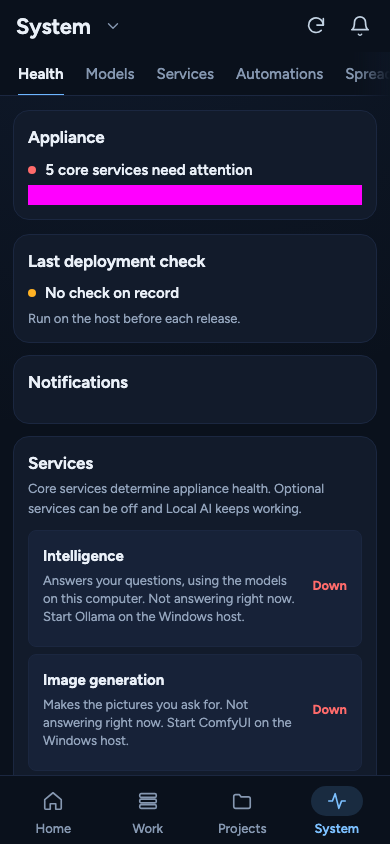 System
Health Models Services Automations Sprea
Appliance
5 core services need attention
Last deployment check
No check on record
Run on the host before each release.
Notifications
Services
Core services determine appliance health. Optional
services can be off and Local AI keeps working.
Intelligence
Answers your questions, using the models
on this computer. Not answering right now.
Start Ollama on the Windows host.
Down
Image generation
Makes the pictures you ask for. Not
answering right now. Start ComfyUI on the
Windows host.
Down
Home Work Projects System